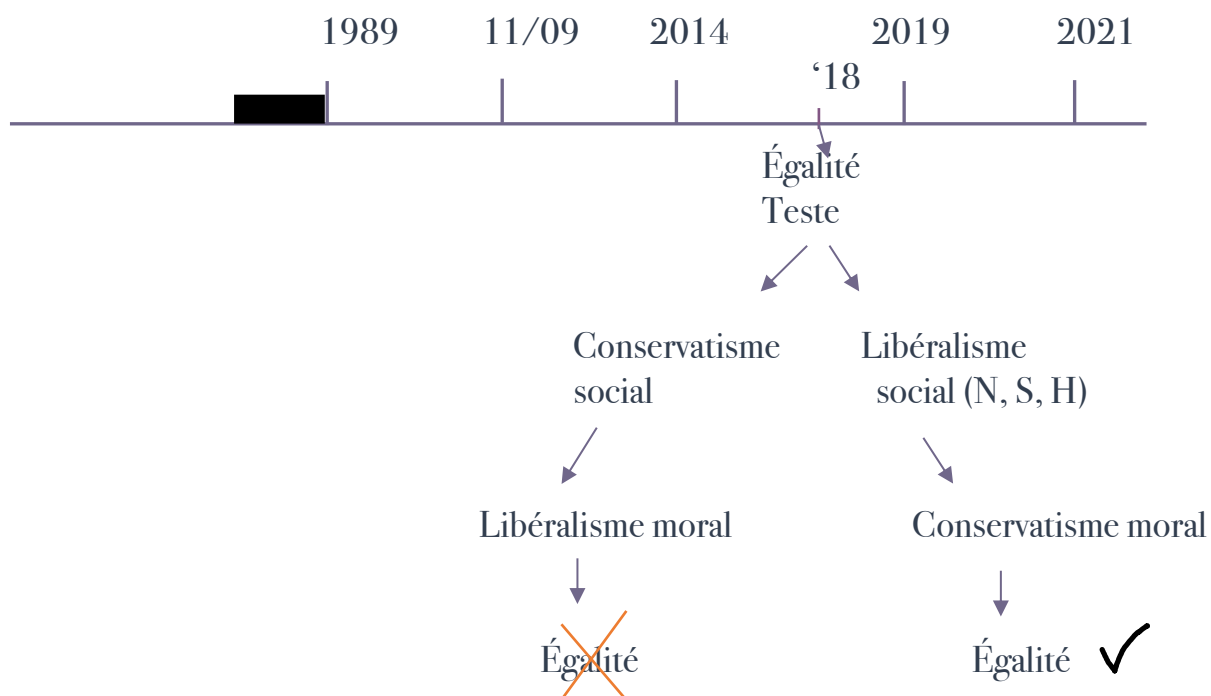 1989 11/09 2014 2019 2021
‘18
Égalité
Teste
Conservatisme
social
Libéralisme
social (N, S, H)
Libéralisme moral
Conservatisme moral
Égalité
Égalité